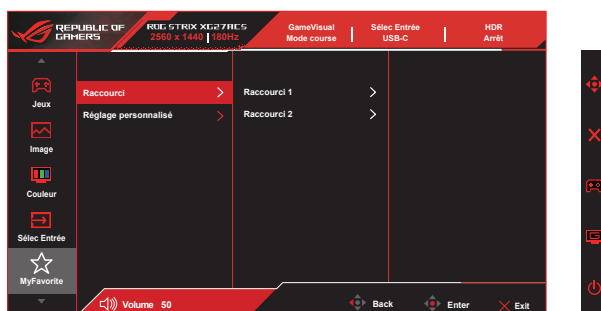 REPUBLIC OF
GAMERS
ROG STRIX XG27ACS
2560 x 1440 180Hz
GameVisual
Mode course
Sélec Entrée
USB-C
HDR
Arrêt
Jeux
Image
Couleur
Sélec Entrée
MyFavorite
Raccourci
Réglage personnalisé
Raccourci 1
Raccourci 2
Volume 50
Back
Enter
Exit